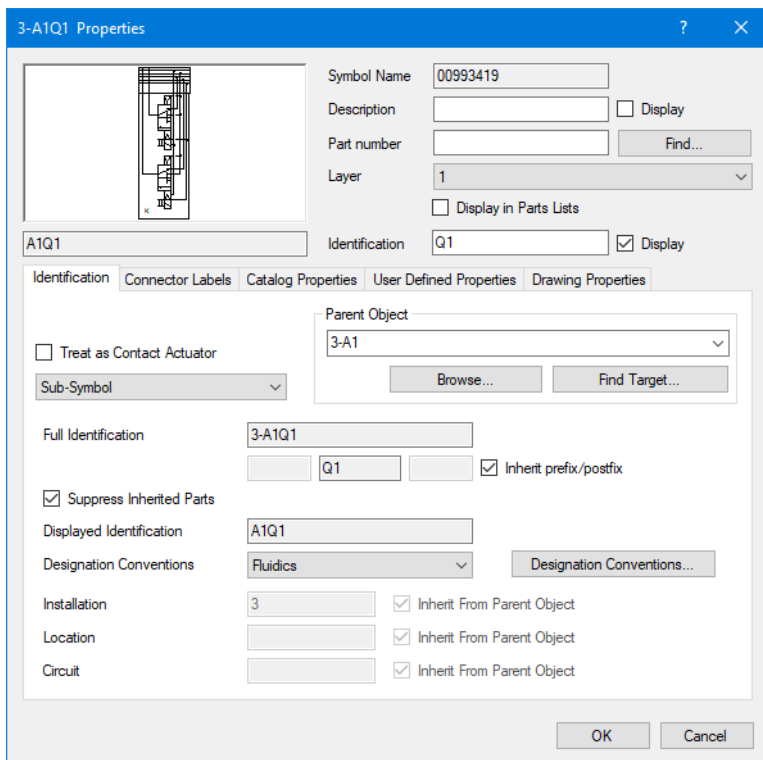 3-A1Q1 Properties ? ×
Symbol Name 00993419
Description Display
Part number Find...
Layer 1
Display in Parts Lists
K
A1Q1 Identification Q1 Display
Identification Connector Labels Catalog Properties User Defined Properties Drawing Properties
Parent Object
3-A1
Treat as Contact Actuator
Sub-Symbol Browse... Find Target...
Full Identification 3-A1Q1
Q1 Inherit prefix/postfix
Suppress Inherited Parts
Displayed Identification A1Q1
Designation Conventions Fluidics Designation Conventions...
Installation 3 Inherit From Parent Object
Location Inherit From Parent Object
Circuit Inherit From Parent Object
OK Cancel